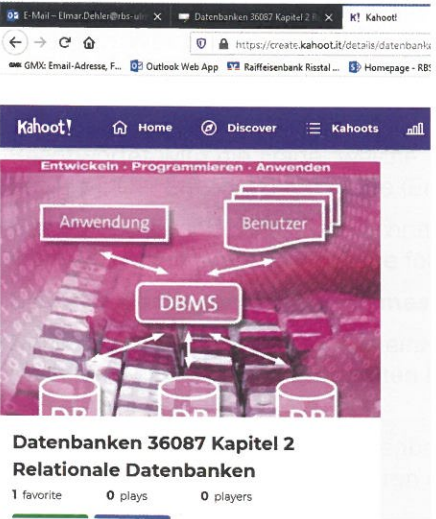 E-Mail – Elmar.Dehler@rbs-ulm
Datenbanken 36087 Kapitel 2 R
K! Kahoot!
https://create.kahoot.it/details/datenbanke
GMX: Email-Adresse, F...
Outlook Web App
Raiffeisenbank Risstal ...
Homepage - RBS
Kahoot!
Home
Discover
Kahoots
Entwickeln - Programmieren - Anwenden
Anwendung
Benutzer
DBMS
DB
DB
DB
Datenbanken 36087 Kapitel 2
Relationale Datenbanken
1 favorite
0 plays
0 players